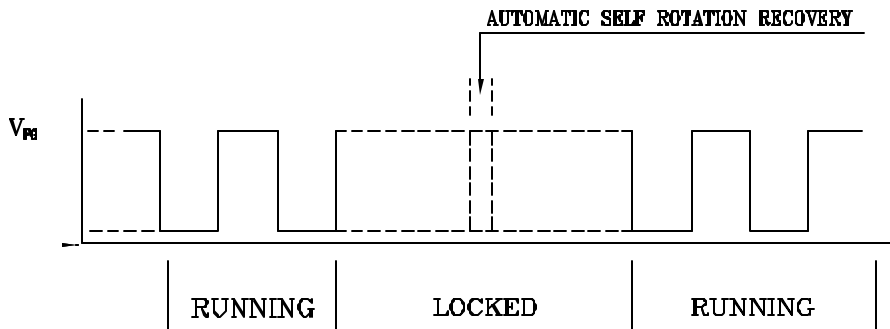 AUTOMATIC SELF ROTATION RECOVERY
V
RUNNING LOCKED RUNNING